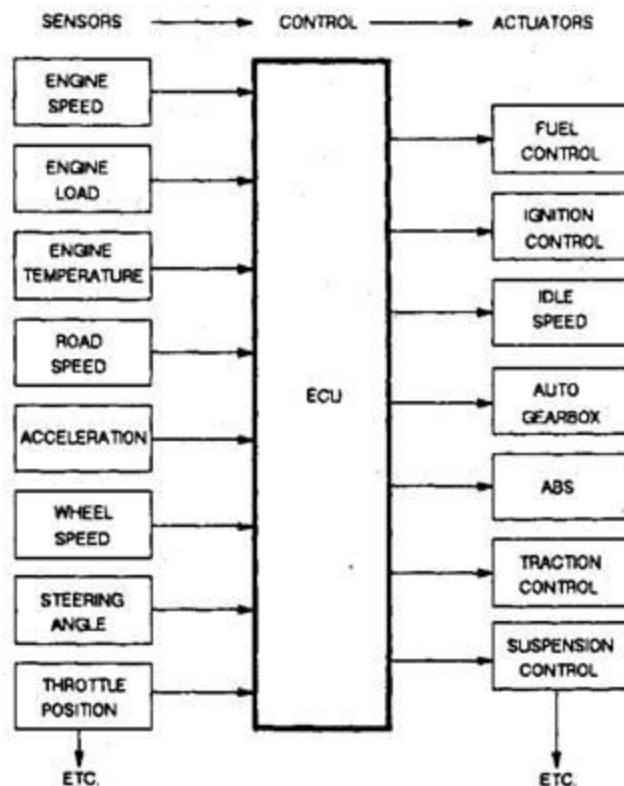 SENSORS CONTROL ACTUATORS
ENGINE
SPEED
ENGINE
LOAD
ENGINE
TEMPERATURE
ROAD
SPEED
ACCELERATION
WHEEL
SPEED
STEERING
ANGLE
THROTTLE
POSITION
ETC.
ECU
FUEL
CONTROL
IGNITION
CONTROL
IDLE
SPEED
AUTO
GEARBOX
ABS
TRACTION
CONTROL
SUSPENSION
CONTROL
ETC.